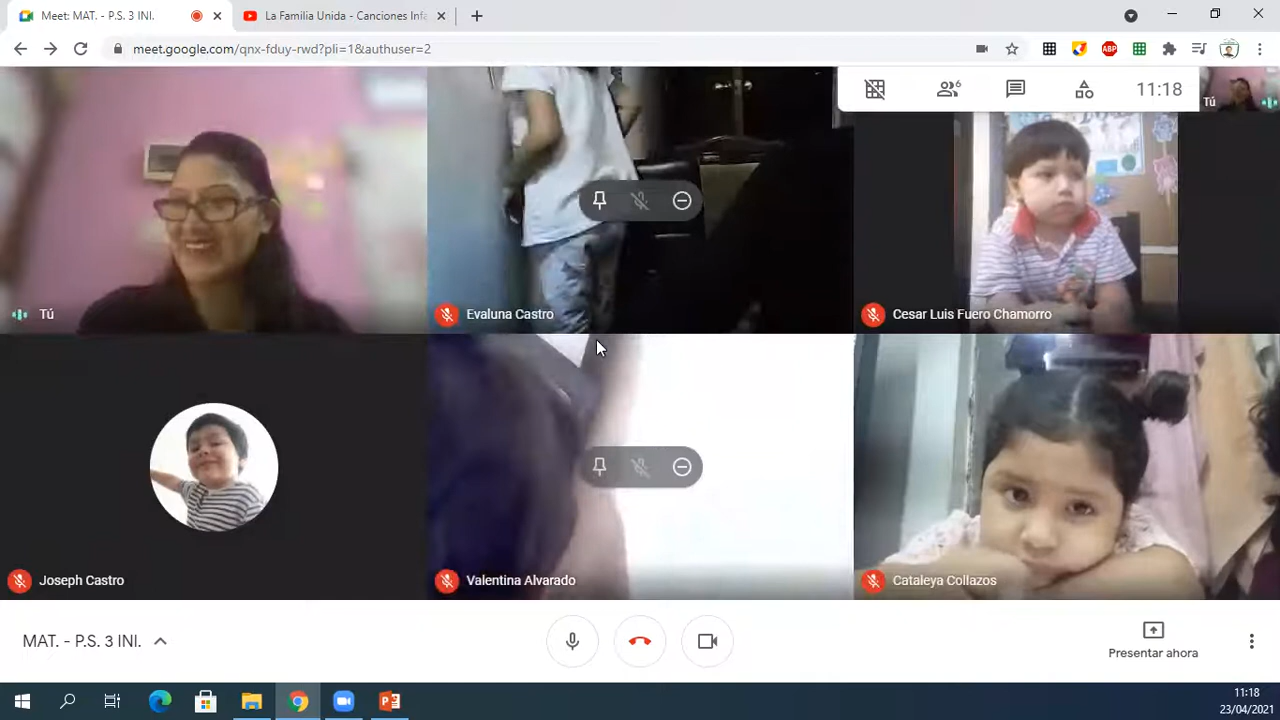 Meet: MAT. - P.S. 3 INI.
La Familia Unida - Canciones Infa
meet.google.com/qnx-fduy-rwd?pli=1&authuser=2
ABP
6
11:18
Tú
Tú
Evaluna Castro
Cesar Luis Fuero Chamorro
Joseph Castro
Valentina Alvarado
Cataleya Collazos
MAT. - P.S. 3 INI.
Presentar ahora
11:18
23/04/2021